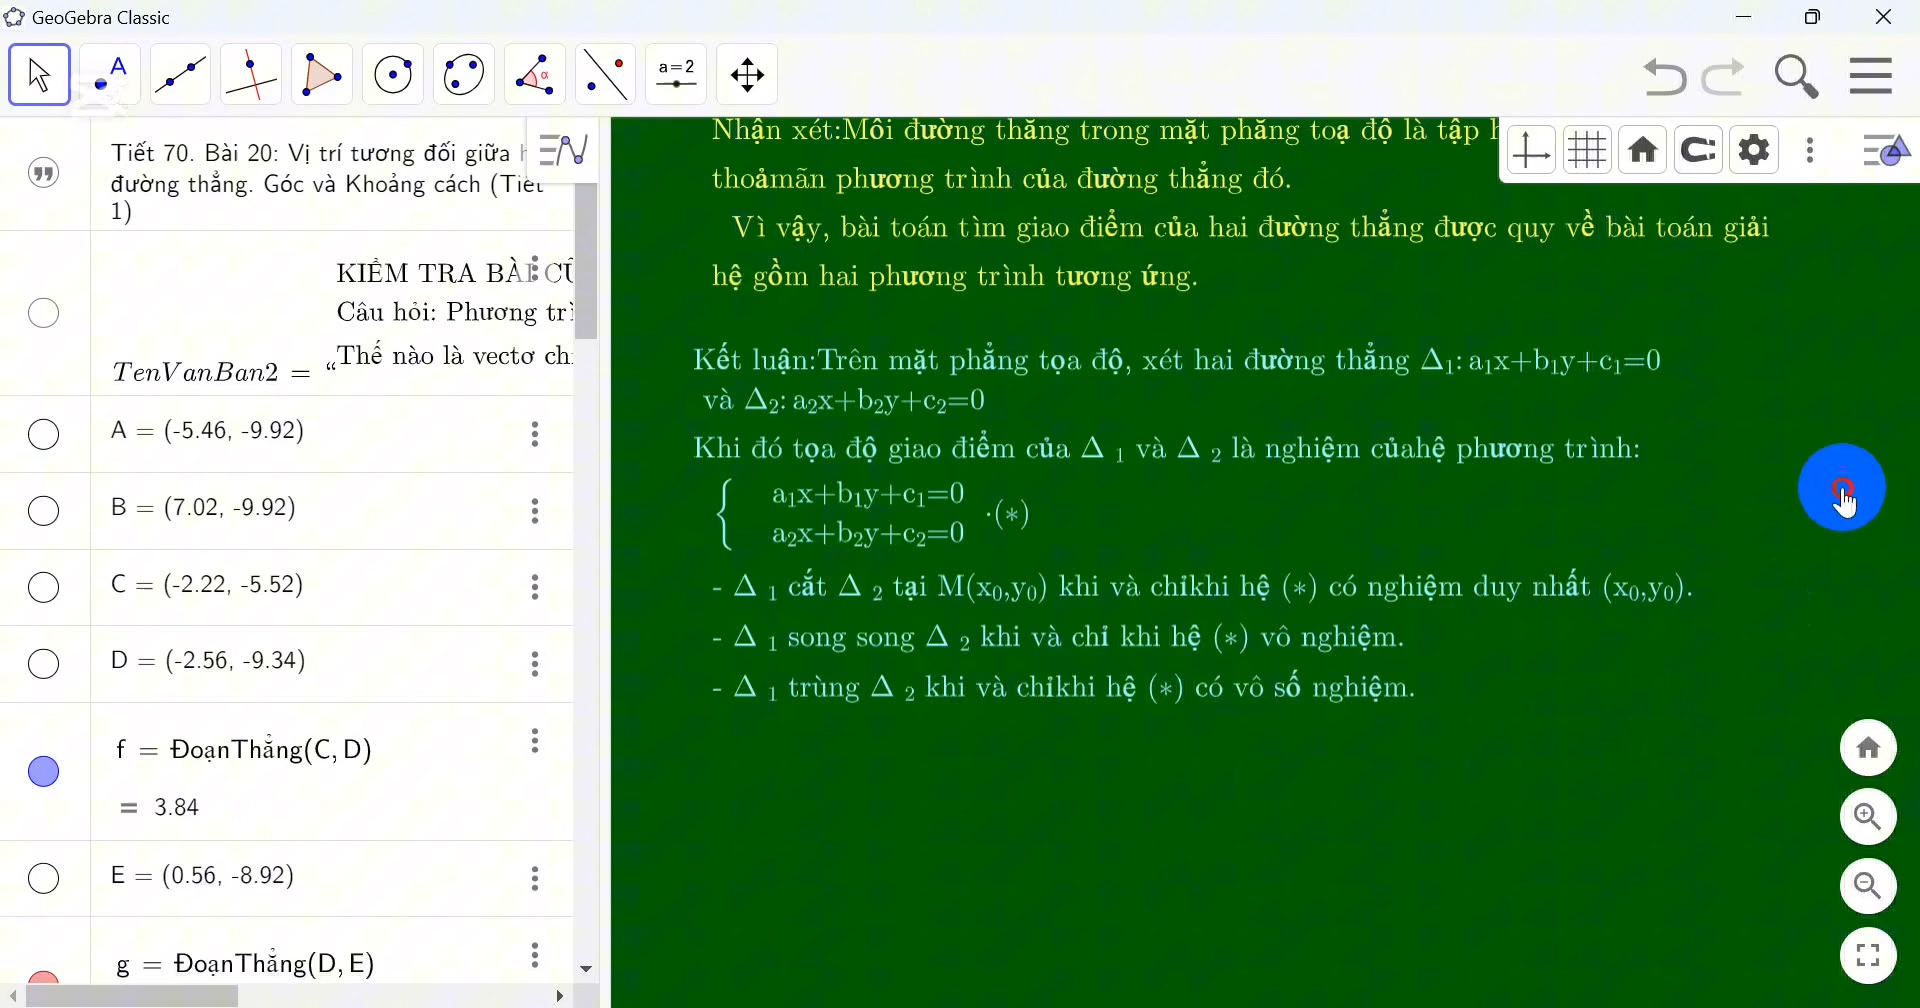 GeoGebra Classic
A
α
a=2
Tiết 70. Bài 20: Vị trí tương đối giữa
đường thẳng. Góc và Khoảng cách (Tiết
1)
KIỂM TRA BÀI CŨ
Câu hỏi: Phương trì
TenVanBan2 = “Thế nào là vectơ chỉ
A = (-5.46, -9.92)
B = (7.02, -9.92)
C = (-2.22, -5.52)
D = (-2.56, -9.34)
f = ĐoạnThẳng(C, D)
= 3.84
E = (0.56, -8.92)
g = ĐoạnThẳng(D, E)
Nhận xét:Mỗi đường thẳng trong mặt phẳng toạ độ là tập
thoảmãn phương trình của đường thẳng đó.
Vì vậy, bài toán tìm giao điểm của hai đường thẳng được quy về bài toán giải
hệ gồm hai phương trình tương ứng.
Kết luận:Trên mặt phẳng tọa độ, xét hai đường thẳng Δ₁: a₁x+b₁y+c₁=0
và Δ₂: a₂x+b₂y+c₂=0
Khi đó tọa độ giao điểm của Δ ₁ và Δ ₂ là nghiệm củahệ phương trình:
{ a₁x+b₁y+c₁=0
a₂x+b₂y+c₂=0 .(*)
- Δ ₁ cắt Δ ₂ tại M(x₀,y₀) khi và chỉkhi hệ (*) có nghiệm duy nhất (x₀,y₀).
- Δ ₁ song song Δ ₂ khi và chỉ khi hệ (*) vô nghiệm.
- Δ ₁ trùng Δ ₂ khi và chỉkhi hệ (*) có vô số nghiệm.